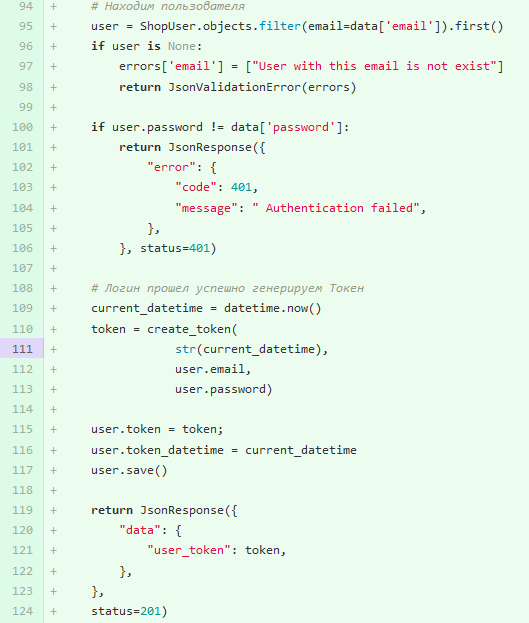 94 + # Находим пользователя
95 + user = ShopUser.objects.filter(email=data['email']).first()
96 + if user is None:
97 + errors['email'] = ["User with this email is not exist"]
98 + return JsonValidationError(errors)
99 +
100 + if user.password != data['password']:
101 + return JsonResponse({
102 + "error": {
103 + "code": 401,
104 + "message": " Authentication failed",
105 + },
106 + }, status=401)
107 +
108 + # Логин прошел успешно генерируем Токен
109 + current_datetime = datetime.now()
110 + token = create_token(
111 + str(current_datetime),
112 + user.email,
113 + user.password)
114 +
115 + user.token = token;
116 + user.token_datetime = current_datetime
117 + user.save()
118 +
119 + return JsonResponse({
120 + "data": {
121 + "user_token": token,
122 + },
123 + },
124 + status=201)